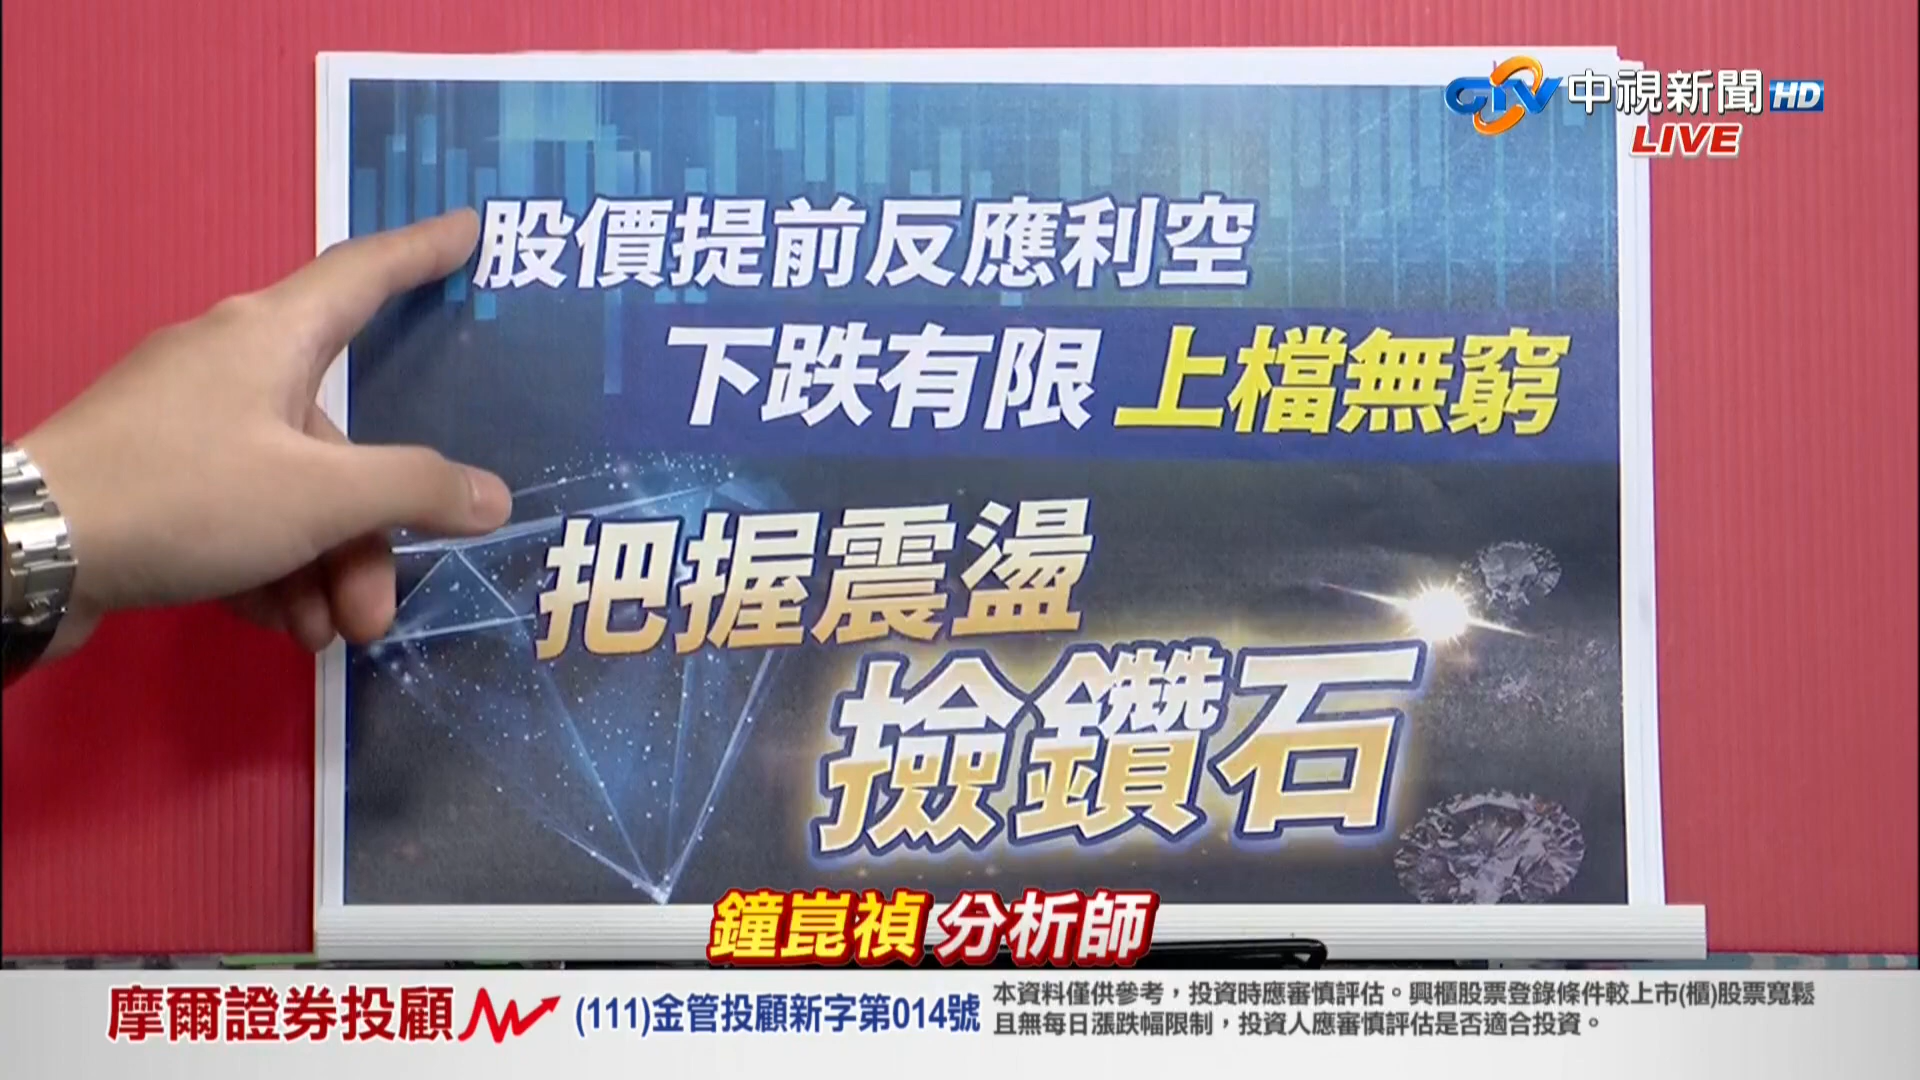 CTV中視新聞HD
LIVE
股價提前反應利空
下跌有限 上檔無窮
把握震盪
撿鑽石
鐘崑禎 分析師
摩爾證券投顧 (111)金管投顧新字第014號
本資料僅供參考，投資時應審慎評估。興櫃股票登錄條件較上市(櫃)股票寬鬆
且無每日漲跌幅限制，投資人應審慎評估是否適合投資。